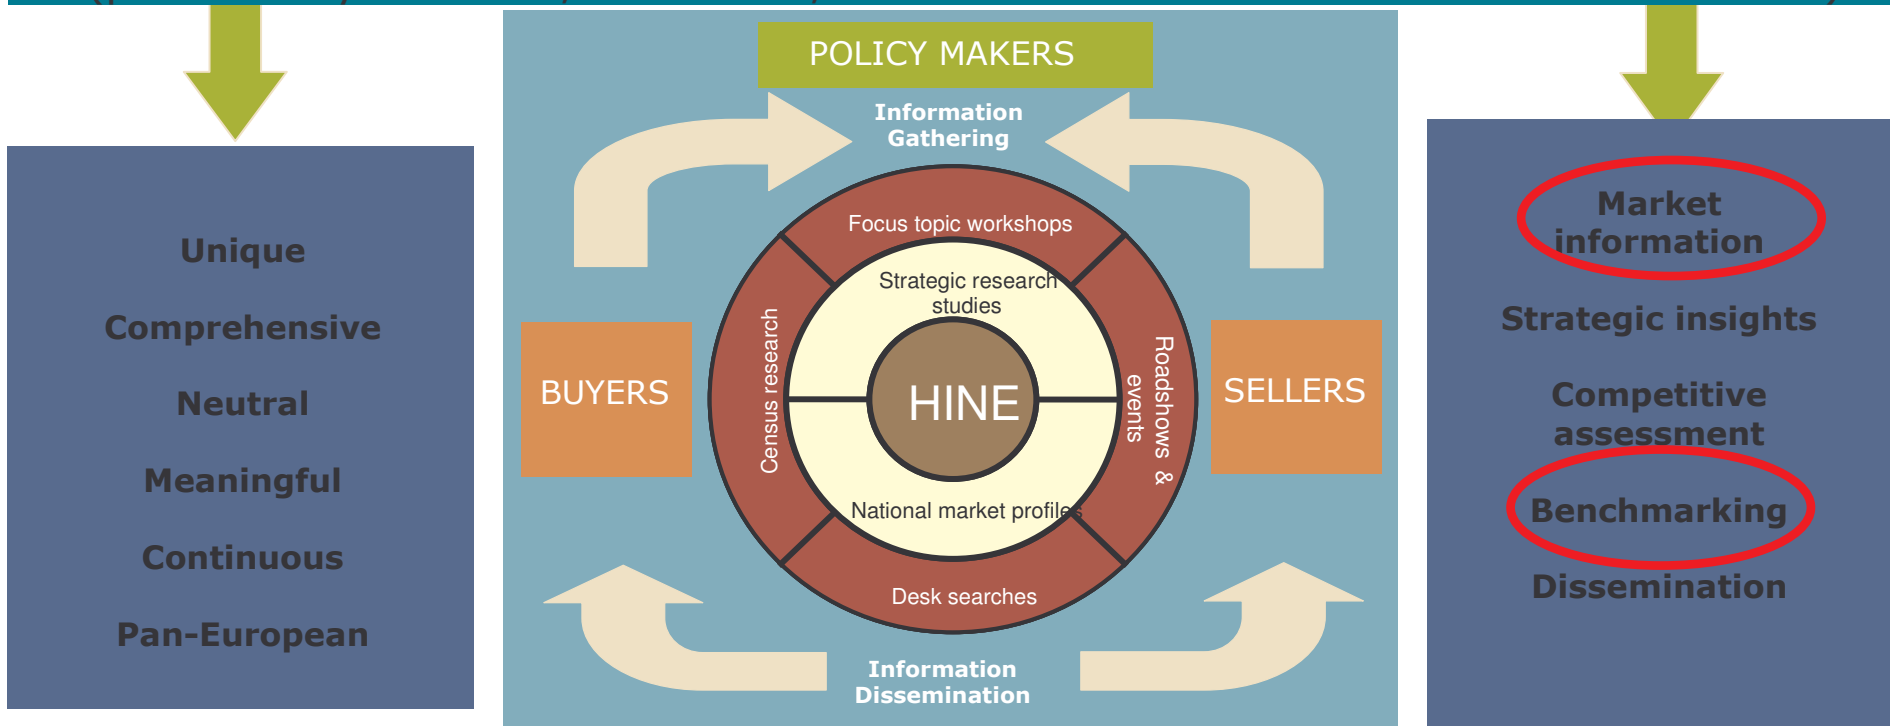 Unique
Comprehensive
Neutral
Meaningful
Continuous
Pan-European
POLICY MAKERS
Information
Gathering
Focus topic workshops
Strategic research
studies
Census research
HINE
Roadshows &
events
National market profiles
Desk searches
BUYERS
SELLERS
Information
Dissemination
Market
information
Strategic insights
Competitive
assessment
Benchmarking
Dissemination